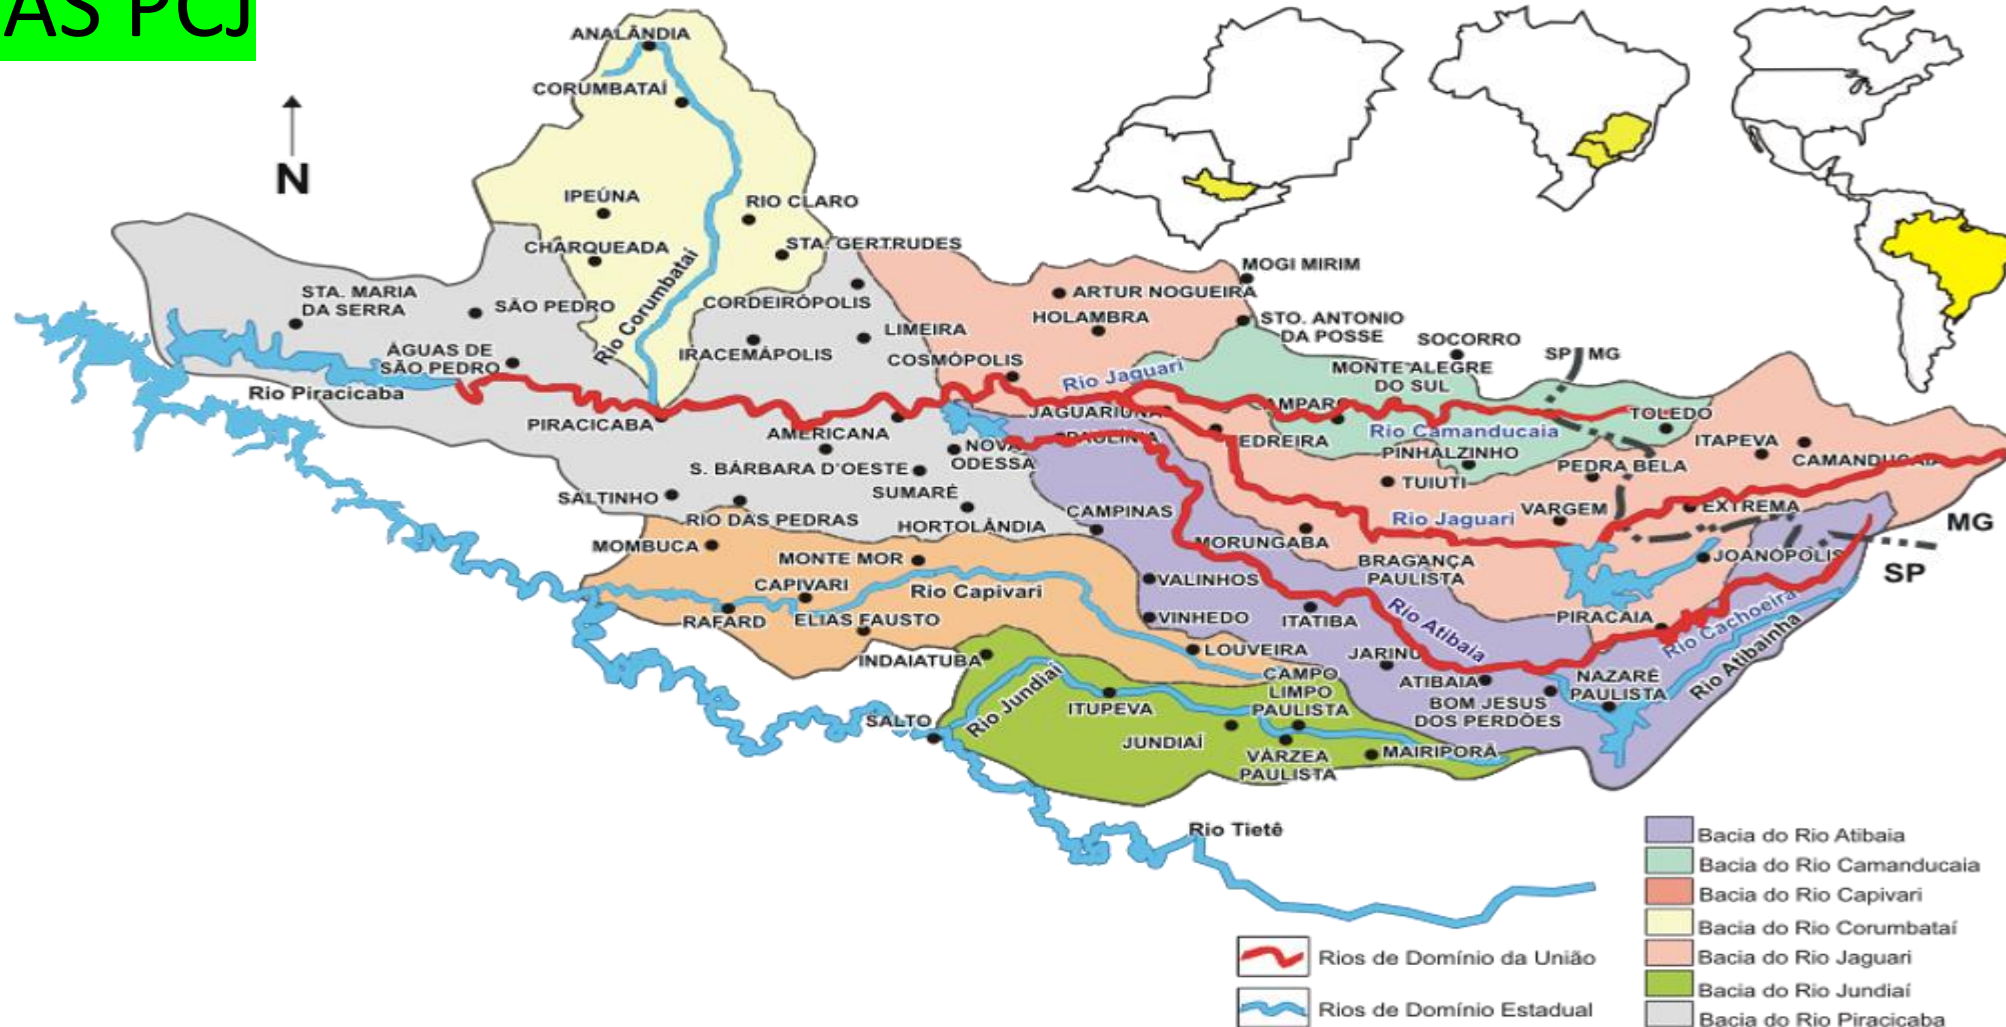 AS PCJ
N
ANALÂNDIA
CORUMBATAÍ
IPEÚNA
RIO CLARO
CHARQUEADA
STA. GERTRUDES
Rio Corumbataí
STA. MARIA
DA SERRA
SÃO PEDRO
CORDEIRÓPOLIS
LIMEIRA
IRACEMÁPOLIS
ÁGUAS DE
SÃO PEDRO
Rio Piracicaba
PIRACICABA
AMERICANA
S. BÁRBARA D'OESTE
NOVA
ODESSA
SALTINHO
SUMARÉ
RIO DAS PEDRAS
HORTOLÂNDIA
MOGI MIRIM
ARTUR NOGUEIRA
HOLAMBRA
STO. ANTONIO
DA POSSE
COSMÓPOLIS
SOCORRO
SP
MG
Rio Jaguari
MONTE ALEGRE
DO SUL
JAGUARIÚNA
AMPARO
TOLEDO
PAULÍNIA
PEDREIRA
Rio Camanducaia
ITAPEVA
PINHALZINHO
CAMANDUCAIA
PEDRA BELA
TUIUTI
CAMPINAS
Rio Jaguari
VARGEM
EXTREMA
MG
MORUNGABA
BRAGANÇA
PAULISTA
JOANÓPOLIS
SP
MOMBUCA
MONTE MOR
CAPIVARI
Rio Capivari
RAFARD
ELIAS FAUSTO
VALINHOS
VINHEDO
ITATIBA
Rio Atibaia
PIRACAIA
Rio Cachoeira
Rio Atibainha
LOUVEIRA
JARINU
INDAIATUBA
CAMPO
LIMPO
PAULISTA
ATIBAIA
NAZARÉ
PAULISTA
BOM JESUS
DOS PERDÕES
Rio Jundiaí
ITUPEVA
SALTO
JUNDIAÍ
VÁRZEA
PAULISTA
MAIRIPORÃ
Rio Tietê
Rios de Domínio da União
Rios de Domínio Estadual
Bacia do Rio Atibaia
Bacia do Rio Camanducaia
Bacia do Rio Capivari
Bacia do Rio Corumbataí
Bacia do Rio Jaguari
Bacia do Rio Jundiaí
Bacia do Rio Piracicaba